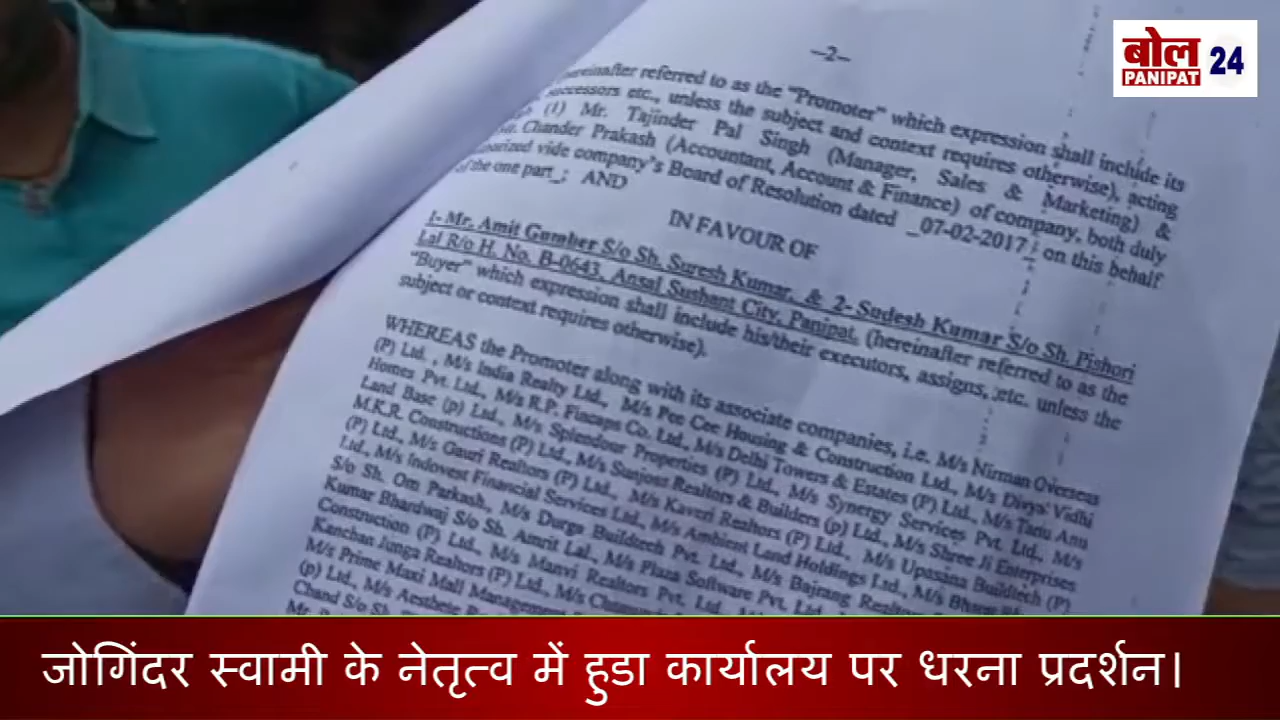 बोल
PANIPAT
24
–2–
hereinafter referred to as the “Promoter” which expression shall include its
successors etc., unless the subject and context requires otherwise), acting
(1) Mr. Tajinder Pal Singh (Manager, Sales & Marketing) &
Chander Prakash (Accountant, Account & Finance) of company, both duly
vide company's Board of Resolution dated _07-02-2017_ on this behalf
of the one part_; AND
IN FAVOUR OF
1- Mr. Amit Gumber S/o Sh. Suresh Kumar, & 2- Sudesh Kumar S/o Sh. Pishori
Lal R/o H. No. B-0643, Ansal Sushant City, Panipat, (hereinafter referred to as the
“Buyer” which expression shall include his/their executors, assigns, etc. unless the
subject or context requires otherwise).
WHEREAS the Promoter along with its associate companies, i.e. M/s Nirman Overseas
(P) Ltd. , M/s India Realty Ltd., M/s Pee Cee Housing & Construction Ltd., M/s Divya Vidhi
Homes Pvt. Ltd., M/s R.P. Fincaps Co. Ltd., M/s Delhi Towers & Estates (P) Ltd., M/s Taru Anu
Land Base (p) Ltd., M/s Splendour Properties (P) Ltd., M/s Synergy Services Pvt. Ltd., M/s
M.K.R. Constructions (P) Ltd., M/s Sunjost Realtors & Builders (p) Ltd., M/s Shree Ji Enterprises
(P) Ltd., M/s Gauri Realtors (P) Ltd., M/s Kaveri Realtors (P) Ltd., M/s Upasana Buildtech (P)
Ltd., M/s Indovest Financial Services Ltd., M/s Ambient Land Holdings Ltd., M/s
S/o Sh. Om Parkash, M/s Durga Buildtech Pvt. Ltd., M/s Bajrang Realtors
Kumar Bhardwaj S/o Sh. Amrit Lal, M/s Plaza Software Pvt. Ltd.
Construction (P) Ltd., M/s Manvi Realtors Pvt. Ltd.
Kanchan Junga Realtors (P) Ltd., M/s
M/s Prime Maxi Mall Management
(p) Ltd., M/s Aesthetic
Chand S/o Sh.
जोगिंदर स्वामी के नेतृत्व में हुडा कार्यालय पर धरना प्रदर्शन।